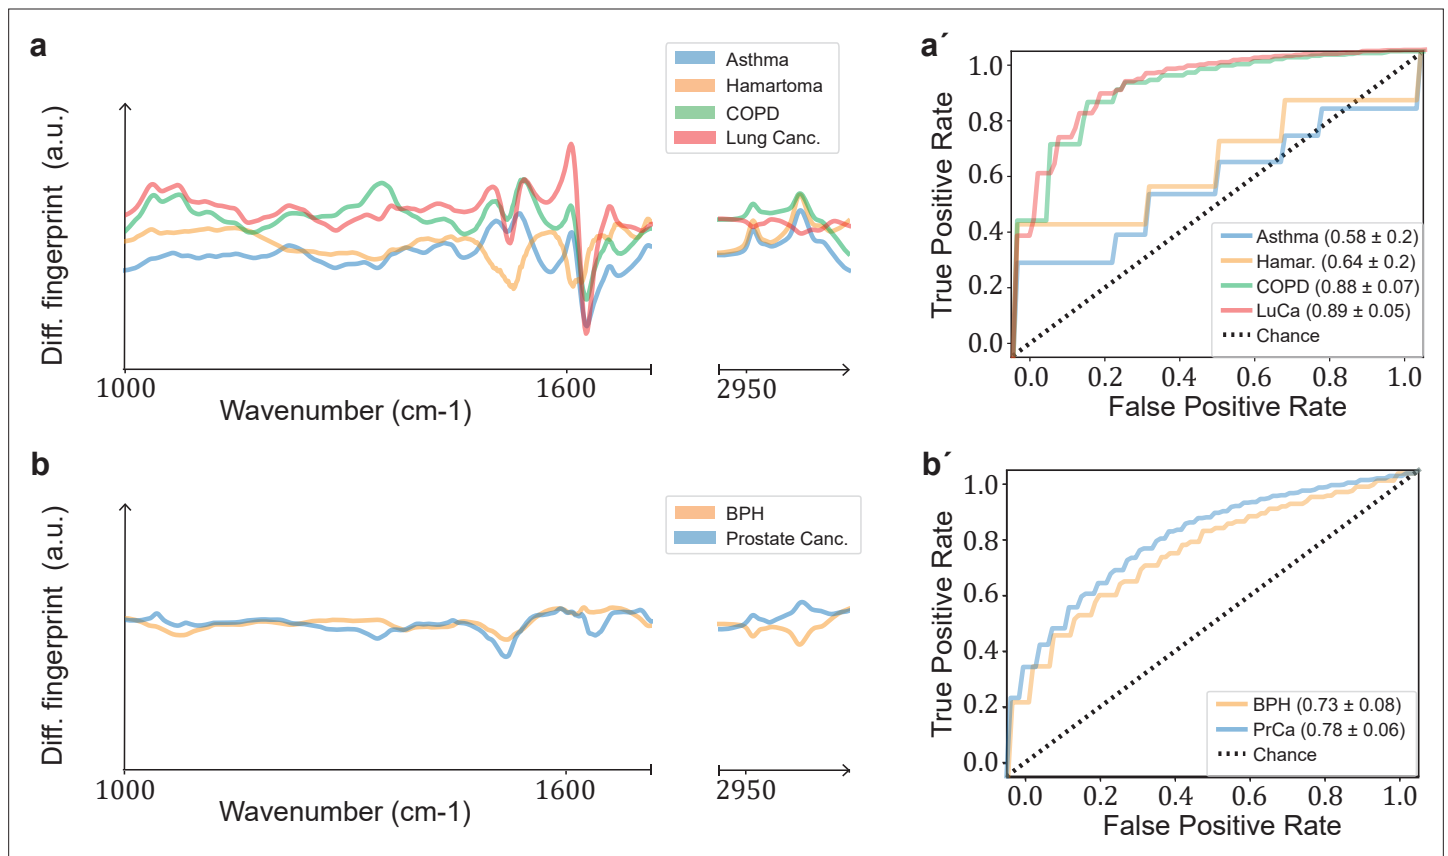 a
Asthma
Hamartoma
COPD
Lung Canc.
Diff. fingerprint (a.u.)
1000
1600
2950
Wavenumber (cm-1)
a´
1.0
0.8
0.6
0.4
0.2
0.0
True Positive Rate
Asthma (0.58 ± 0.2)
Hamar. (0.64 ± 0.2)
COPD (0.88 ± 0.07)
LuCa (0.89 ± 0.05)
Chance
0.0
0.2
0.4
0.6
0.8
1.0
False Positive Rate
b
BPH
Prostate Canc.
Diff. fingerprint (a.u.)
1000
1600
2950
Wavenumber (cm-1)
b´
1.0
0.8
0.6
0.4
0.2
0.0
True Positive Rate
BPH (0.73 ± 0.08)
PrCa (0.78 ± 0.06)
Chance
0.0
0.2
0.4
0.6
0.8
1.0
False Positive Rate